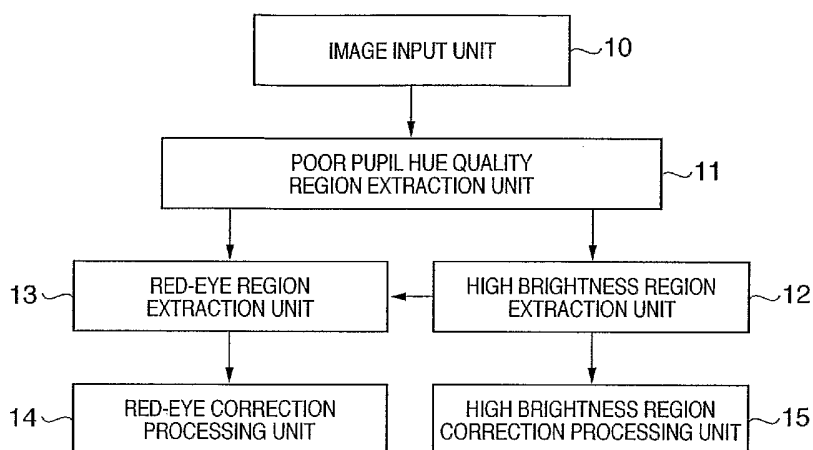 IMAGE INPUT UNIT
10
POOR PUPIL HUE QUALITY
REGION EXTRACTION UNIT
11
13
RED-EYE REGION
EXTRACTION UNIT
HIGH BRIGHTNESS REGION
EXTRACTION UNIT
12
14
RED-EYE CORRECTION
PROCESSING UNIT
HIGH BRIGHTNESS REGION
CORRECTION PROCESSING UNIT
15